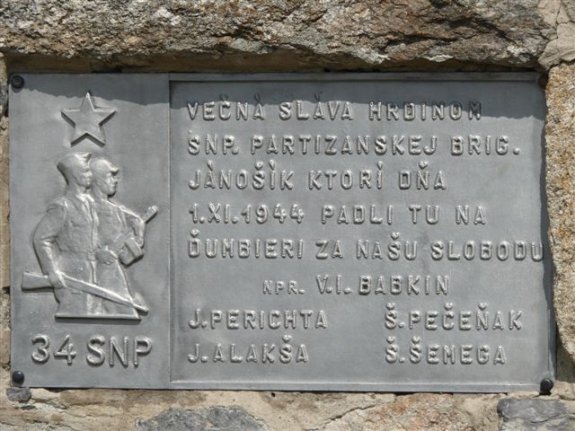 VEČNÁ SLÁVA HRDINOM
SNP. PARTIZÁNSKEJ BRIG.
JÁNOŠÍK KTORÍ DŇA
1.XI.1944 PADLI TU NA
ĎUMBIERI ZA NAŠU SLOBODU
NPR. V.I. BABKIN
J.PERICHTA Š.PEČEŇAK
J.ALAKŠA Š.ŠEMEGA
34 SNP